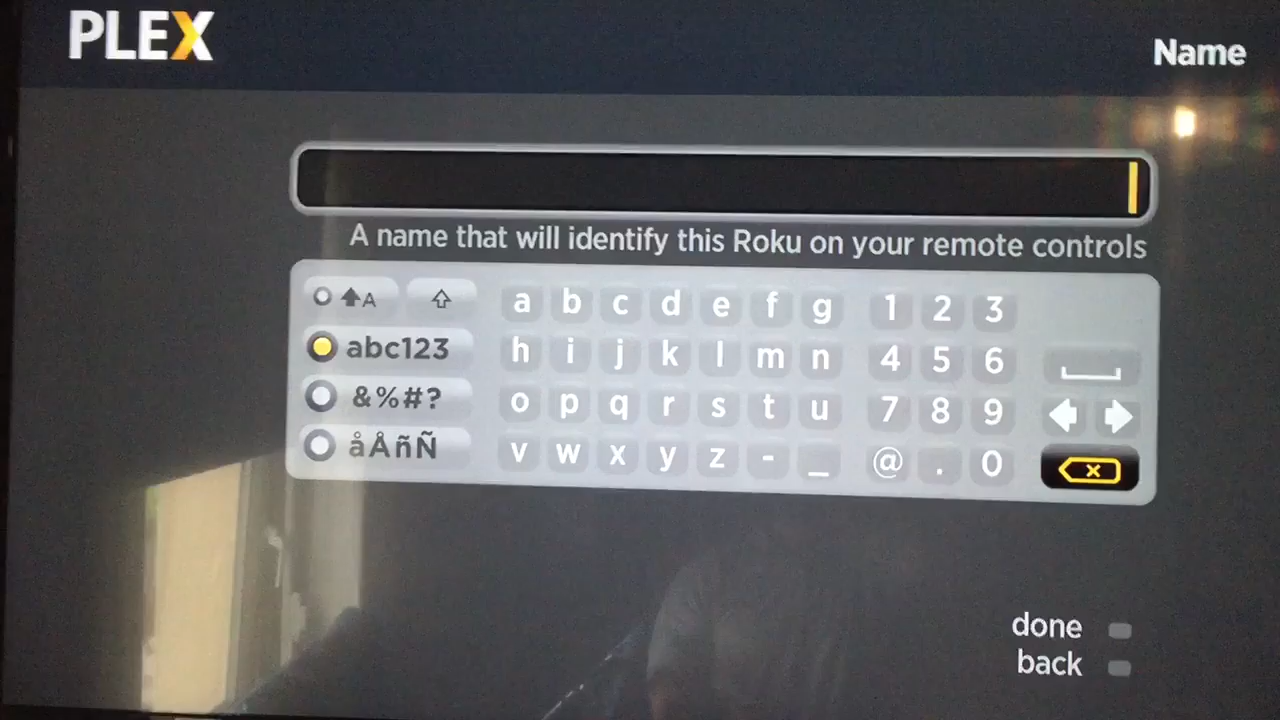 PLEX
Name
A name that will identify this Roku on your remote controls
A a b c d e f g 1 2 3
abc123 h i j k l m n 4 5 6
&%#? o p q r s t u 7 8 9
åÅñÑ v w x y z - _ @ . 0
done
back